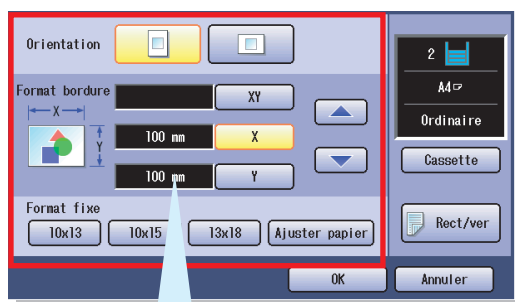 Orientation
2
A4
Ordinaire
Format bordure
X
Y
XY
100 mm
X
100 mm
Y
Cassette
Format fixe
10x13
10x15
13x18
Ajuster papier
Rect/ver
OK
Annuler